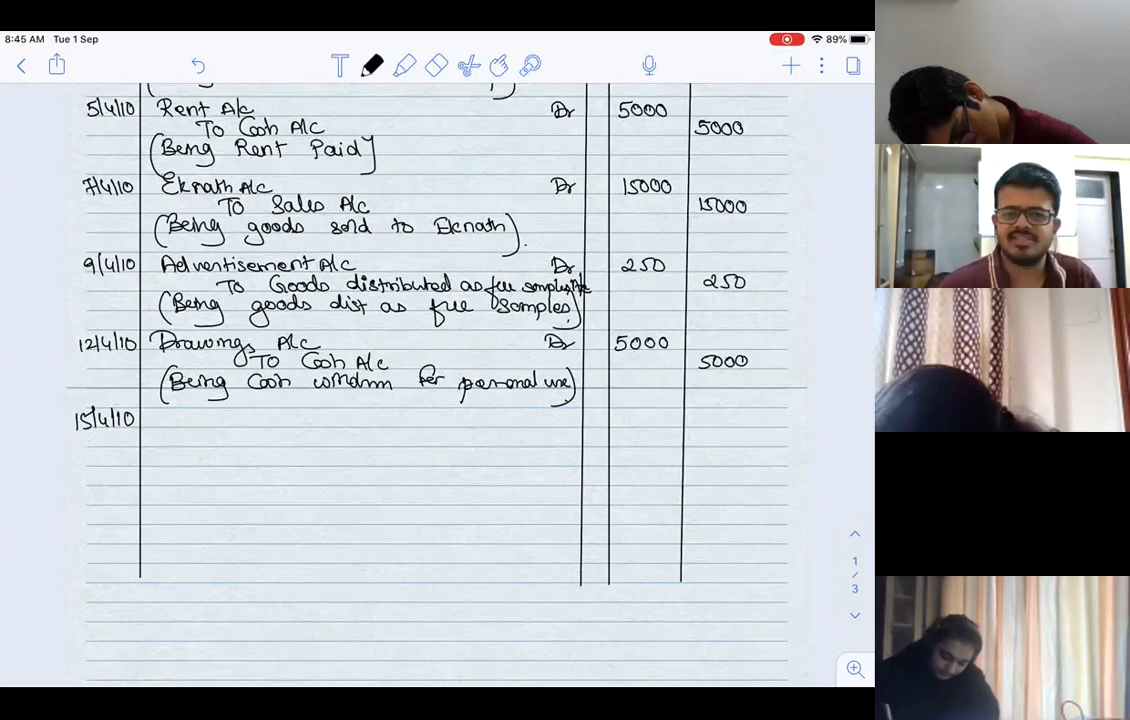 8:45 AM Tue 1 Sep 89%
5/4/10 Rent A/c Dr 5000
To Cash A/c 5000
(Being Rent Paid)
7/4/10 Eknath A/c Dr 15000
To Sales A/c 15000
(Being goods sold to Eknath).
9/4/10 Advertisement A/c Dr 250
To Goods distributed as free samples A/c 250
(Being goods dist as free samples)
12/4/10 Drawings A/c Dr 5000
To Cash A/c 5000
(Being Cash withdrn for personal use)
15/4/10
1
/
3